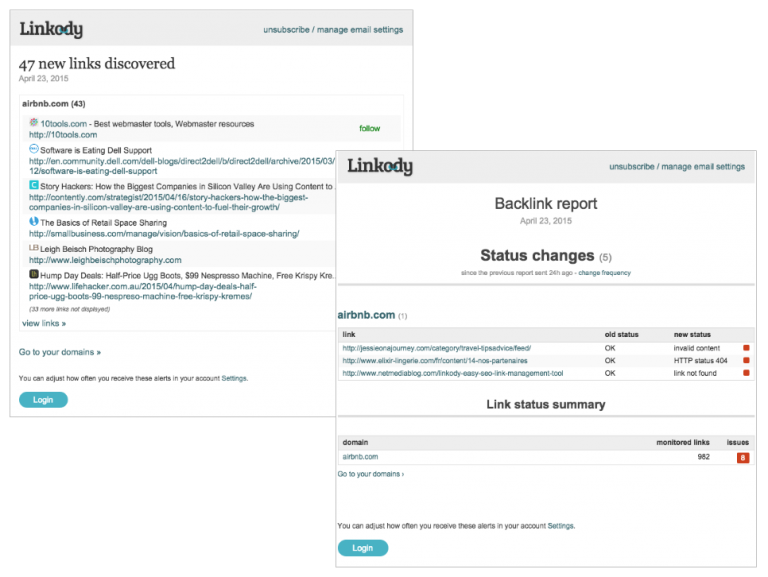 Linkody
unsubscribe / manage email settings
47 new links discovered
April 23, 2015
airbnb.com (43)
10tools.com - Best webmaster tools, Webmaster resources
http://10tools.com
follow
Software is Eating Dell Support
http://en.community.dell.com/dell-blogs/direct2dell/b/direct2dell/archive/2015/03/
12/software-is-eating-dell-support
Story Hackers: How the Biggest Companies in Silicon Valley Are Using Content to
http://contently.com/strategist/2015/04/16/story-hackers-how-the-biggest-
companies-in-silicon-valley-are-using-content-to-fuel-their-growth/
The Basics of Retail Space Sharing
http://smallbusiness.com/manage/vision/basics-of-retail-space-sharing/
LB Leigh Beisch Photography Blog
http://www.leighbeischphotography.com
Hump Day Deals: Half-Price Ugg Boots, $99 Nespresso Machine, Free Krispy Kre...
http://www.lifehacker.com.au/2015/04/hump-day-deals-half-
price-ugg-boots-99-nespreso-machine-free-krispy-kremes/
(33 more links not displayed)
view links »
Go to your domains »
You can adjust how often you receive these alerts in your account Settings.
Login
Linkody
unsubscribe / manage email settings
Backlink report
April 23, 2015
Status changes (5)
since the previous report sent 24h ago - change frequency
airbnb.com (1)
link old status new status
http://jessieonajourney.com/category/travel-tipsadvice/feed/ OK invalid content
http://www.elixir-lingerie.com/fr/content/14-nos-partenaires OK HTTP status 404
http://www.netmediablog.com/linkody-easy-seo-link-management-tool OK link not found
Link status summary
domain monitored links issues
airbnb.com 982 8
Go to your domains ›
You can adjust how often you receive these alerts in your account Settings.
Login